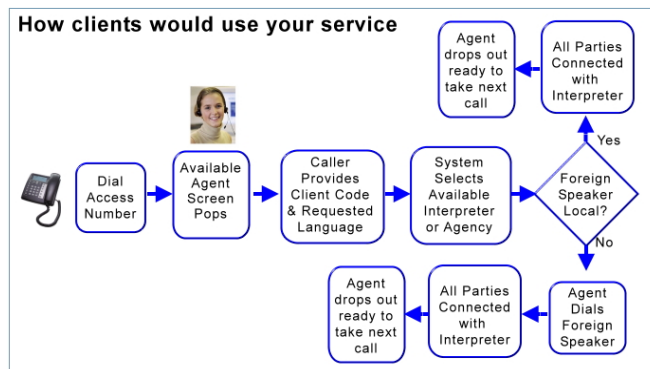 How clients would use your service
Agent
drops out
ready to
take next
call
All Parties
Connected
with
Interpreter
Yes
Dial
Access
Number
Available
Agent
Screen
Pops
Caller
Provides
Client Code
& Requested
Language
System
Selects
Available
Interpreter
or Agency
Foreign
Speaker
Local?
No
Agent
Dials
Foreign
Speaker
All Parties
Connected
with
Interpreter
Agent
drops out
ready to
take next
call